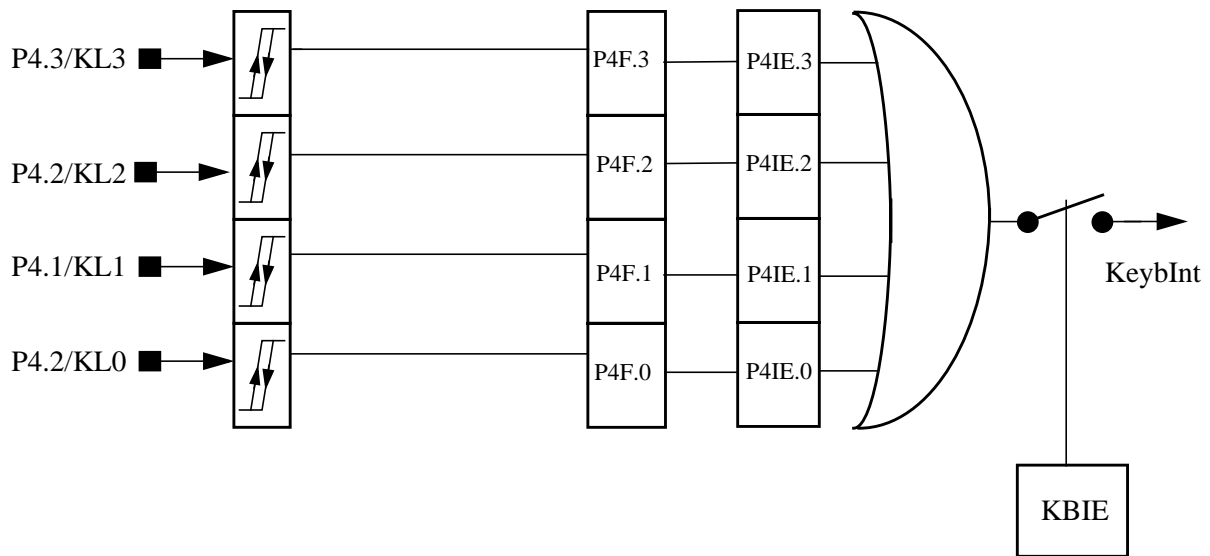 P4.3/KL3
P4F.3
P4IE.3
P4.2/KL2
P4F.2
P4IE.2
P4.1/KL1
P4F.1
P4IE.1
KeybInt
P4.2/KL0
P4F.0
P4IE.0
KBIE